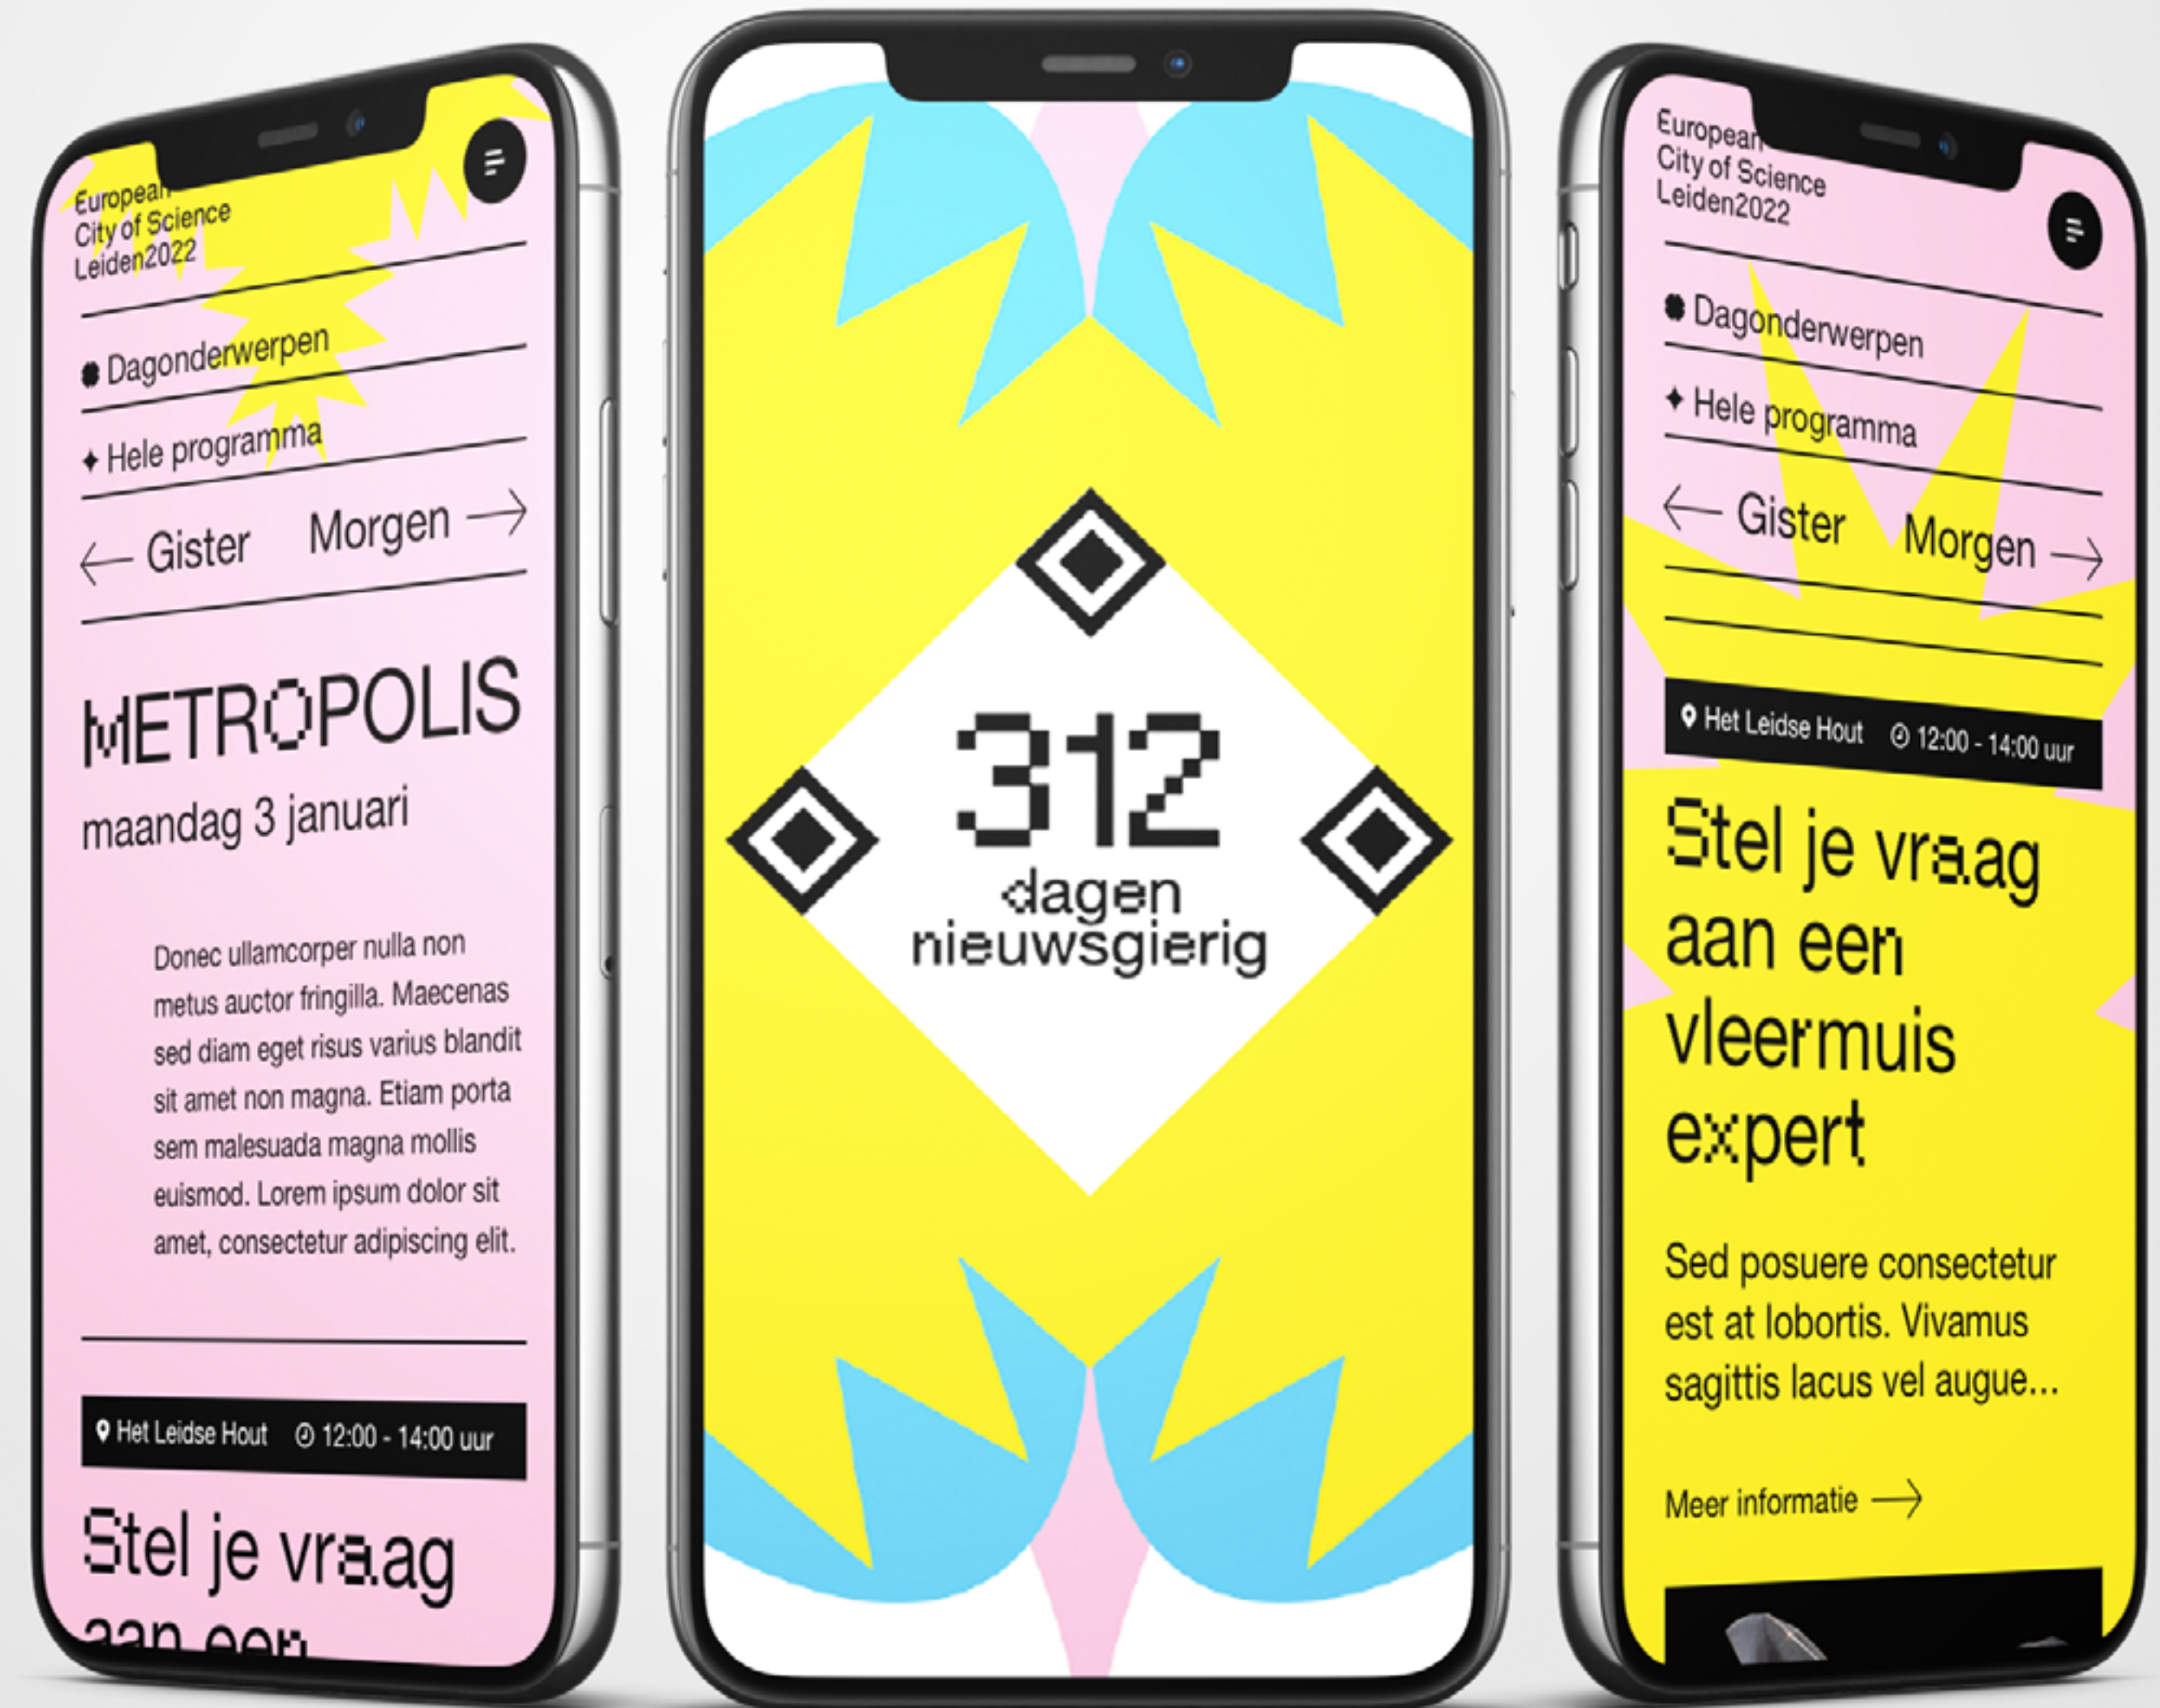 European
City of Science
Leiden2022
Dagonderwerpen
Hele programma
← Gister Morgen →
METROPOLIS
maandag 3 januari
Donec ullamcorper nulla non
metus auctor fringilla. Maecenas
sed diam eget risus varius blandit
sit amet non magna. Etiam porta
sem malesuada magna mollis
euismod. Lorem ipsum dolor sit
amet, consectetur adipiscing elit.
Het Leidse Hout 12:00 - 14:00 uur
Stel je vraag
aan een
312
dagen
nieuwsgierig
European
City of Science
Leiden2022
Dagonderwerpen
Hele programma
← Gister Morgen →
Het Leidse Hout 12:00 - 14:00 uur
Stel je vraag
aan een
vleermuis
expert
Sed posuere consectetur
est at lobortis. Vivamus
sagittis lacus vel augue...
Meer informatie →